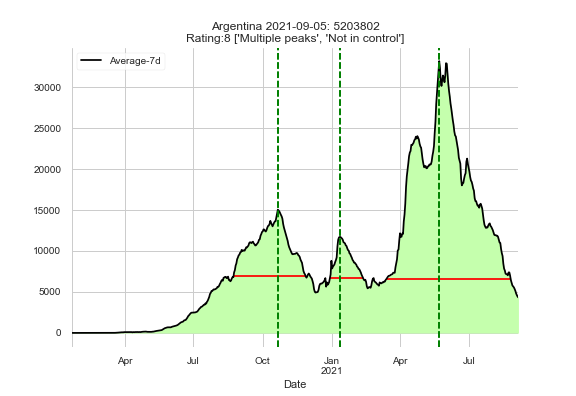 Argentina 2021-09-05: 5203802
Rating:8 ['Multiple peaks', 'Not in control']
Average-7d
30000
25000
20000
15000
10000
5000
0
Apr Jul Oct Jan Apr Jul
2021
Date